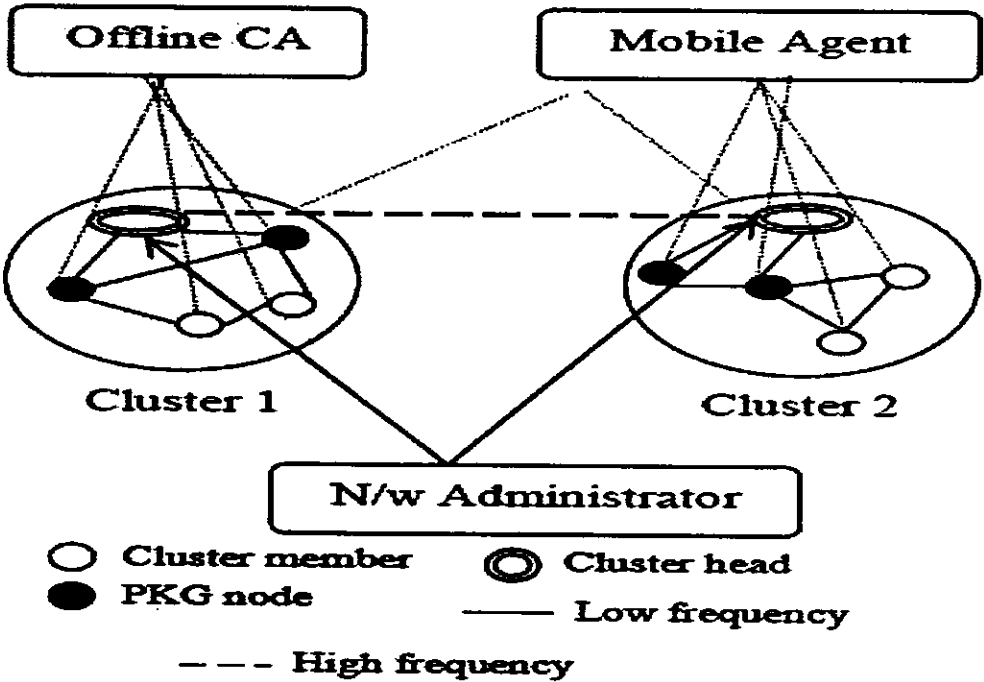 Offline CA
Mobile Agent
Cluster 1
Cluster 2
N/w Administrator
Cluster member
Cluster head
PKG node
Low frequency
High frequency